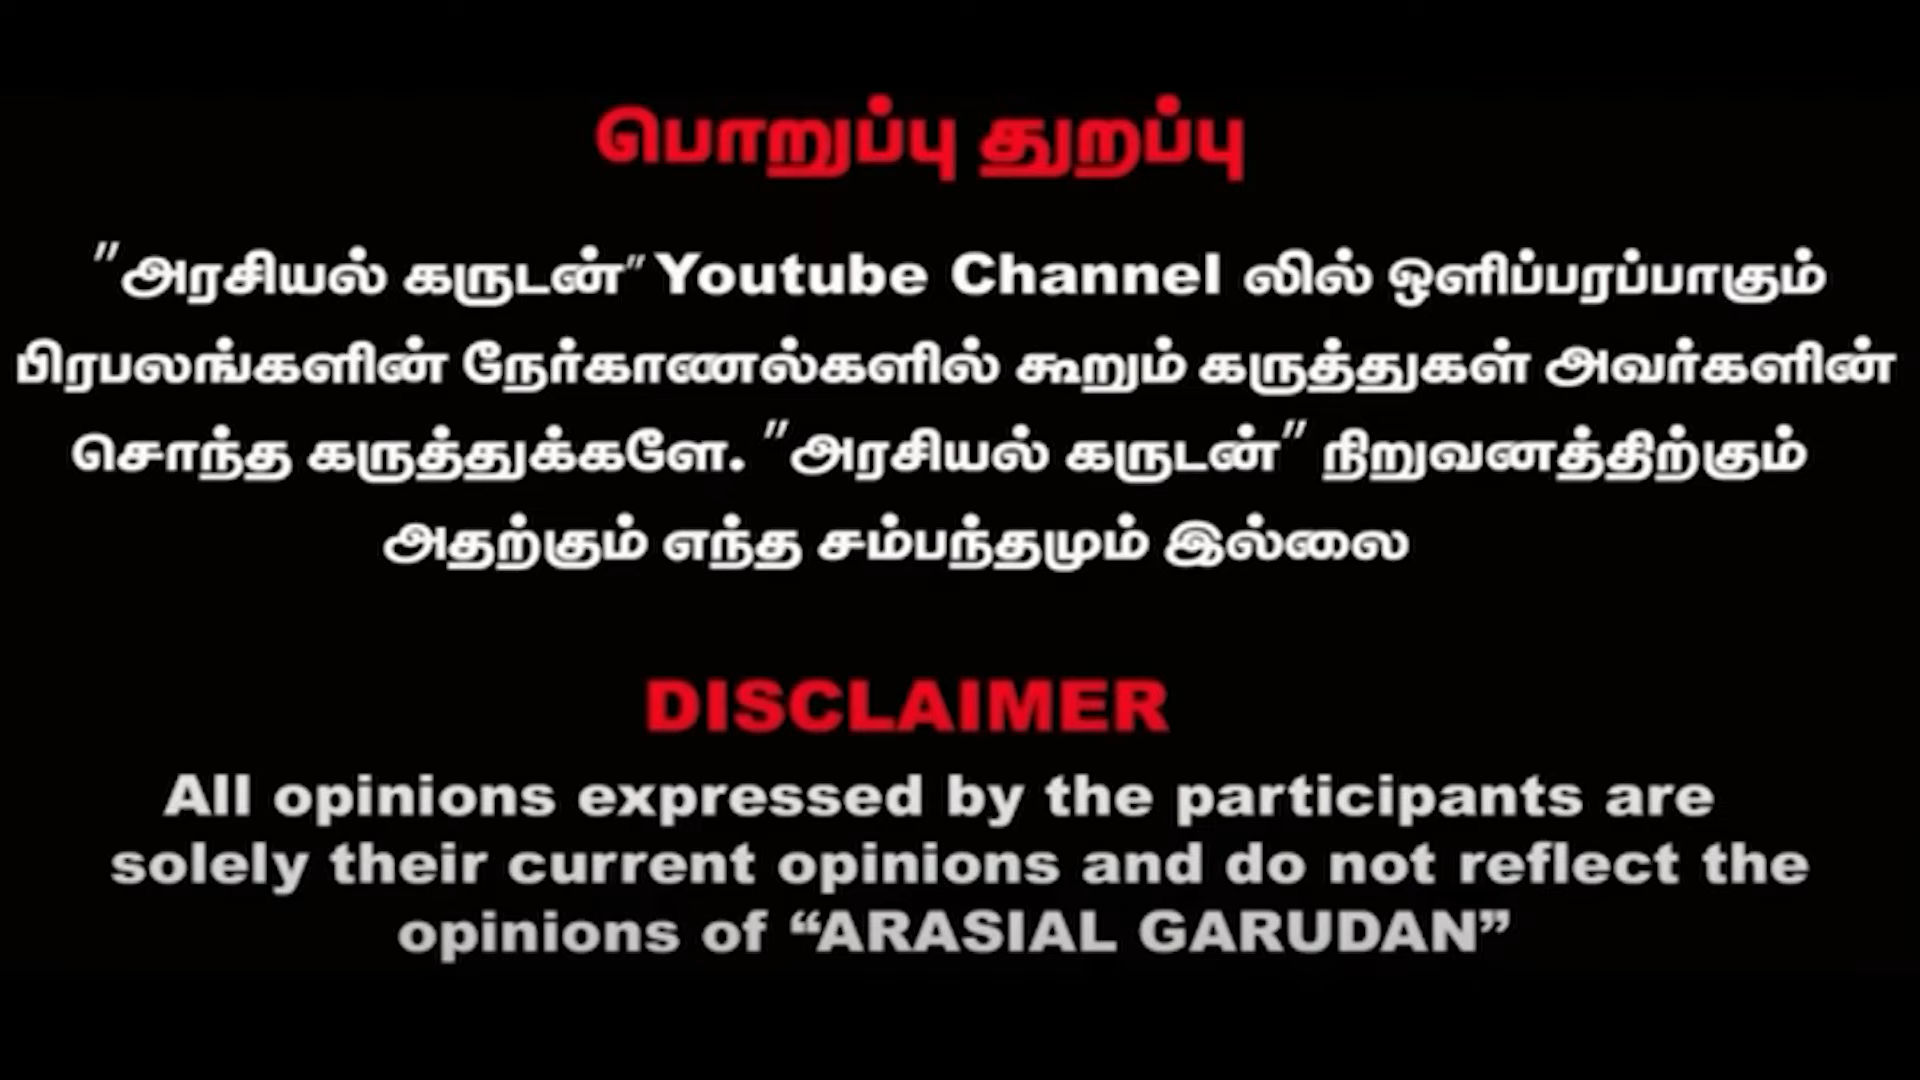 பொறுப்பு துறப்பு
"அரசியல் கருடன்" Youtube Channel லில் ஒளிப்பரப்பாகும்
பிரபலங்களின் நேர்காணல்களில் கூறும் கருத்துகள் அவர்களின்
சொந்த கருத்துக்களே. "அரசியல் கருடன்" நிறுவனத்திற்கும்
அதற்கும் எந்த சம்பந்தமும் இல்லை
DISCLAIMER
All opinions expressed by the participants are
solely their current opinions and do not reflect the
opinions of “ARASIAL GARUDAN”